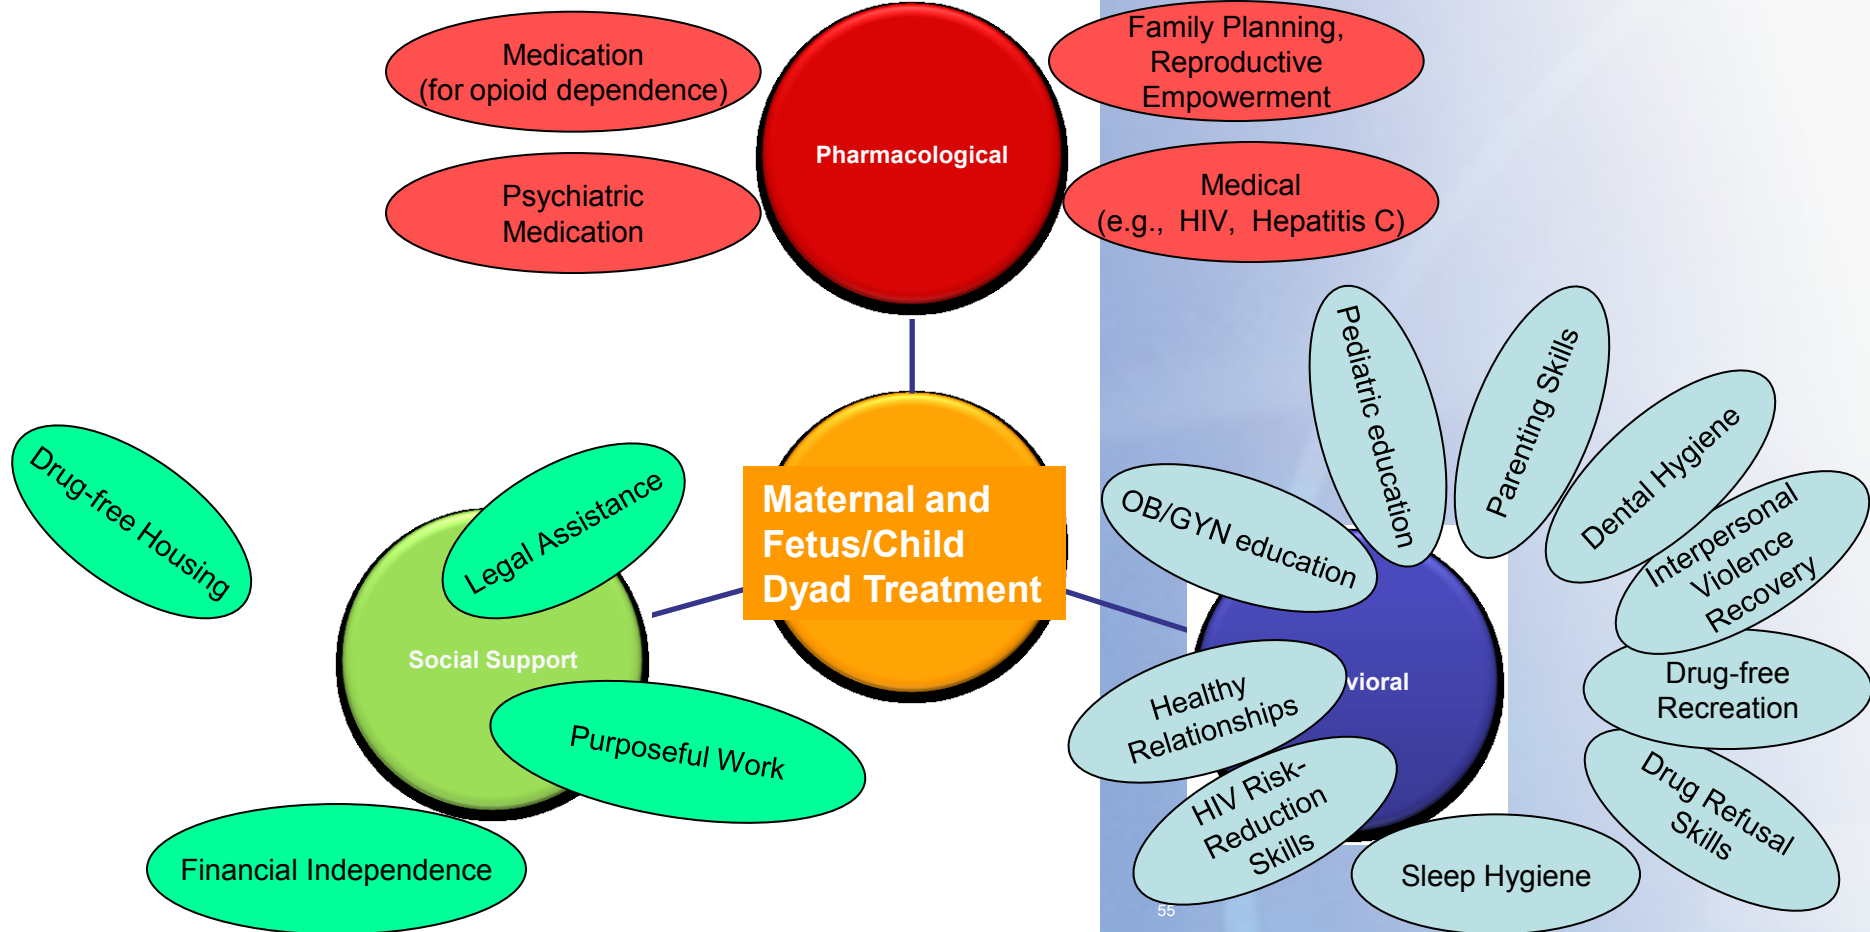 Medication
(for opioid dependence)
Family Planning,
Reproductive
Empowerment
Pharmacological
Psychiatric
Medication
Medical
(e.g., HIV, Hepatitis C)
Maternal and
Fetus/Child
Dyad Treatment
Drug-free Housing
Legal Assistance
Social Support
Purposeful Work
Financial Independence
OB/GYN education
Pediatric education
Parenting Skills
Dental Hygiene
Interpersonal
Violence
Recovery
vioral
Healthy
Relationships
Drug-free
Recreation
HIV Risk-
Reduction
Skills
Sleep Hygiene
Drug Refusal
Skills
55